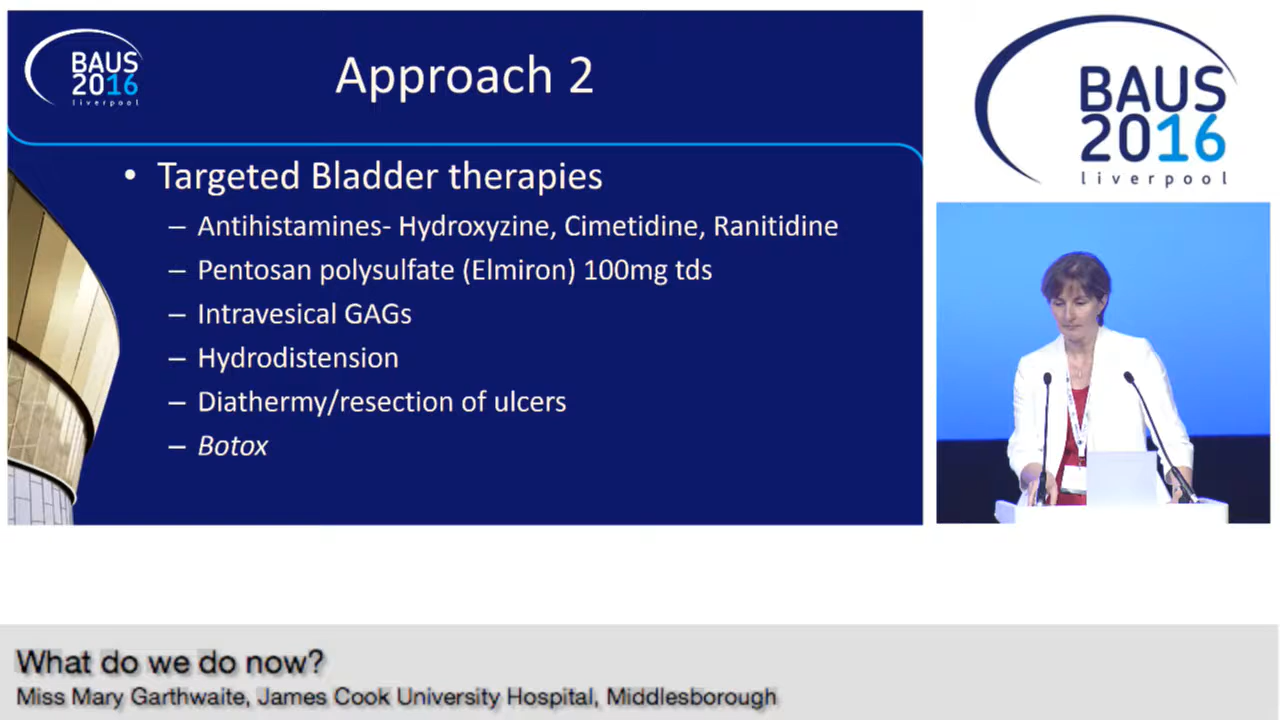 BAUS
2016
liverpool
Approach 2
• Targeted Bladder therapies
– Antihistamines- Hydroxyzine, Cimetidine, Ranitidine
– Pentosan polysulfate (Elmiron) 100mg tds
– Intravesical GAGs
– Hydrodistension
– Diathermy/resection of ulcers
– Botox
BAUS
2016
liverpool
What do we do now?
Miss Mary Garthwaite, James Cook University Hospital, Middlesborough